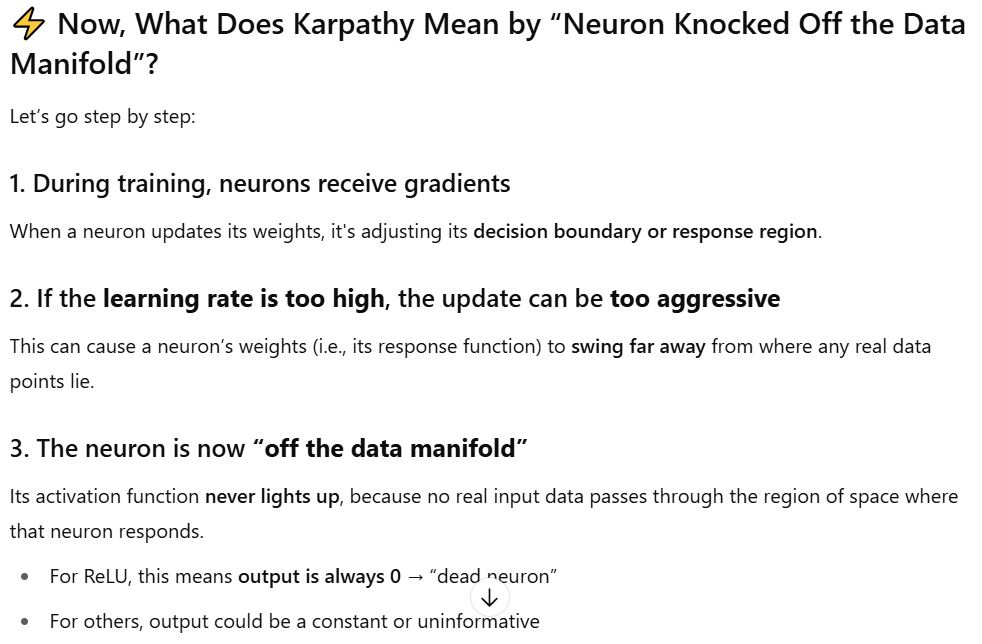 ⚡ Now, What Does Karpathy Mean by “Neuron Knocked Off the Data
Manifold”?
Let’s go step by step:
1. During training, neurons receive gradients
When a neuron updates its weights, it's adjusting its decision boundary or response region.
2. If the learning rate is too high, the update can be too aggressive
This can cause a neuron’s weights (i.e., its response function) to swing far away from where any real data
points lie.
3. The neuron is now “off the data manifold”
Its activation function never lights up, because no real input data passes through the region of space where
that neuron responds.
• For ReLU, this means output is always 0 → “dead neuron”
• For others, output could be a constant or uninformative